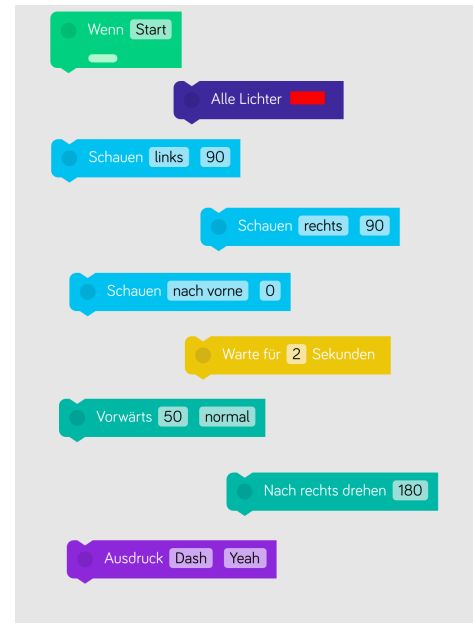 Wenn Start
Alle Lichter
Schauen links 90
Schauen rechts 90
Schauen nach vorne 0
Warte für 2 Sekunden
Vorwärts 50 normal
Nach rechts drehen 180
Ausdruck Dash Yeah